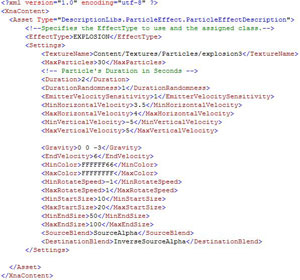 <?xml version="1.0" encoding="utf-8" ?>
<XnaContent>
<Asset Type="DescriptionLibs.ParticleEffect.ParticleEffectDescription">
<!--Specifies the EffectType to use and the assigned class.-->
<EffectType>EXPLOSION</EffectType>
<Settings>
<TextureName>Content/Textures/Particles/explosion3</TextureName>
<MaxParticles>30</MaxParticles>
<!-- Particle's Duration in Seconds -->
<Duration>2</Duration>
<DurationRandomness>1</DurationRandomness>
<EmitterVelocitySensitivity>1</EmitterVelocitySensitivity>
<MinHorizontalVelocity>3.5</MinHorizontalVelocity>
<MaxHorizontalVelocity>4</MaxHorizontalVelocity>
<MinVerticalVelocity>-5</MinVerticalVelocity>
<MaxVerticalVelocity>5</MaxVerticalVelocity>
<Gravity>0 0 -3</Gravity>
<EndVelocity>6</EndVelocity>
<MinColor>FFFFFF66</MinColor>
<MaxColor>FFFFFFFF</MaxColor>
<MinRotateSpeed>-1</MinRotateSpeed>
<MaxRotateSpeed>1</MaxRotateSpeed>
<MinStartSize>10</MinStartSize>
<MaxStartSize>20</MaxStartSize>
<MinEndSize>50</MinEndSize>
<MaxEndSize>100</MaxEndSize>
<SourceBlend>SourceAlpha</SourceBlend>
<DestinationBlend>InverseSourceAlpha</DestinationBlend>
</Settings>
</Asset>
</XnaContent>